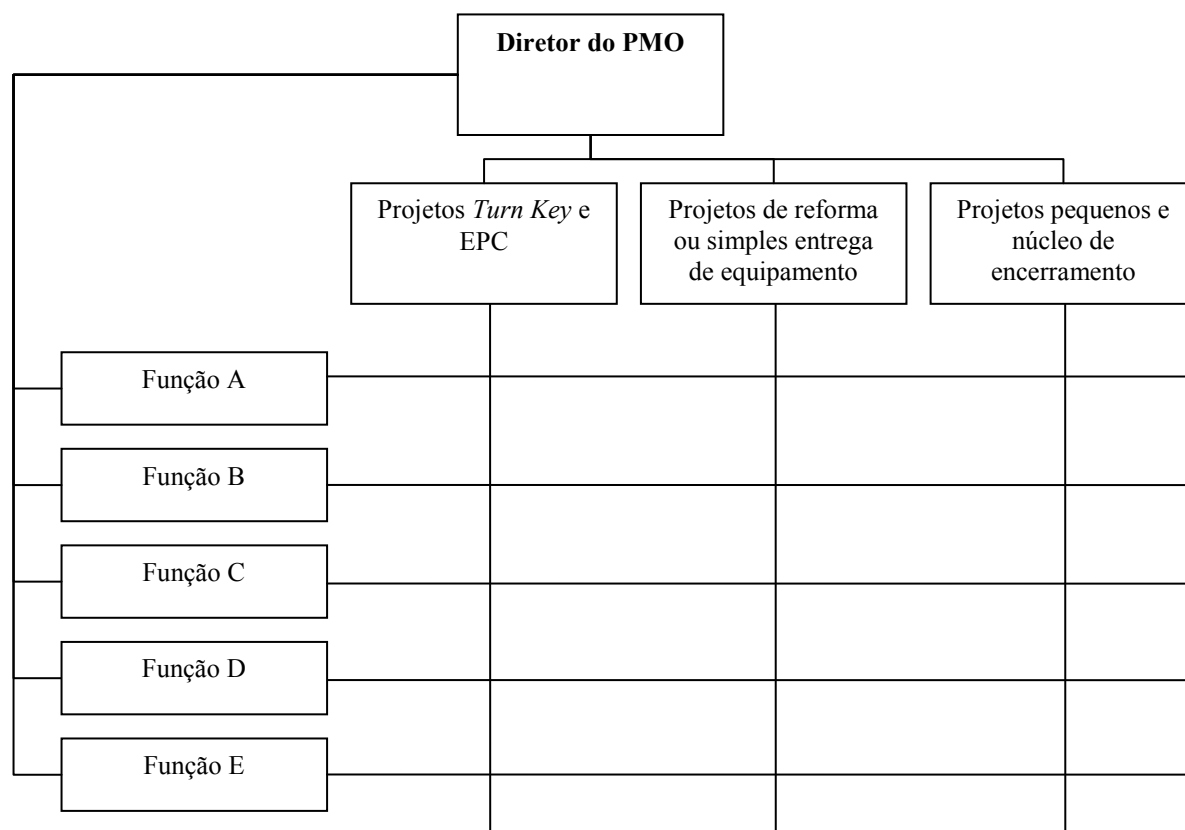 Diretor do PMO
Projetos Turn Key e
EPC
Projetos de reforma
ou simples entrega
de equipamento
Projetos pequenos e
núcleo de
encerramento
Função A
Função B
Função C
Função D
Função E